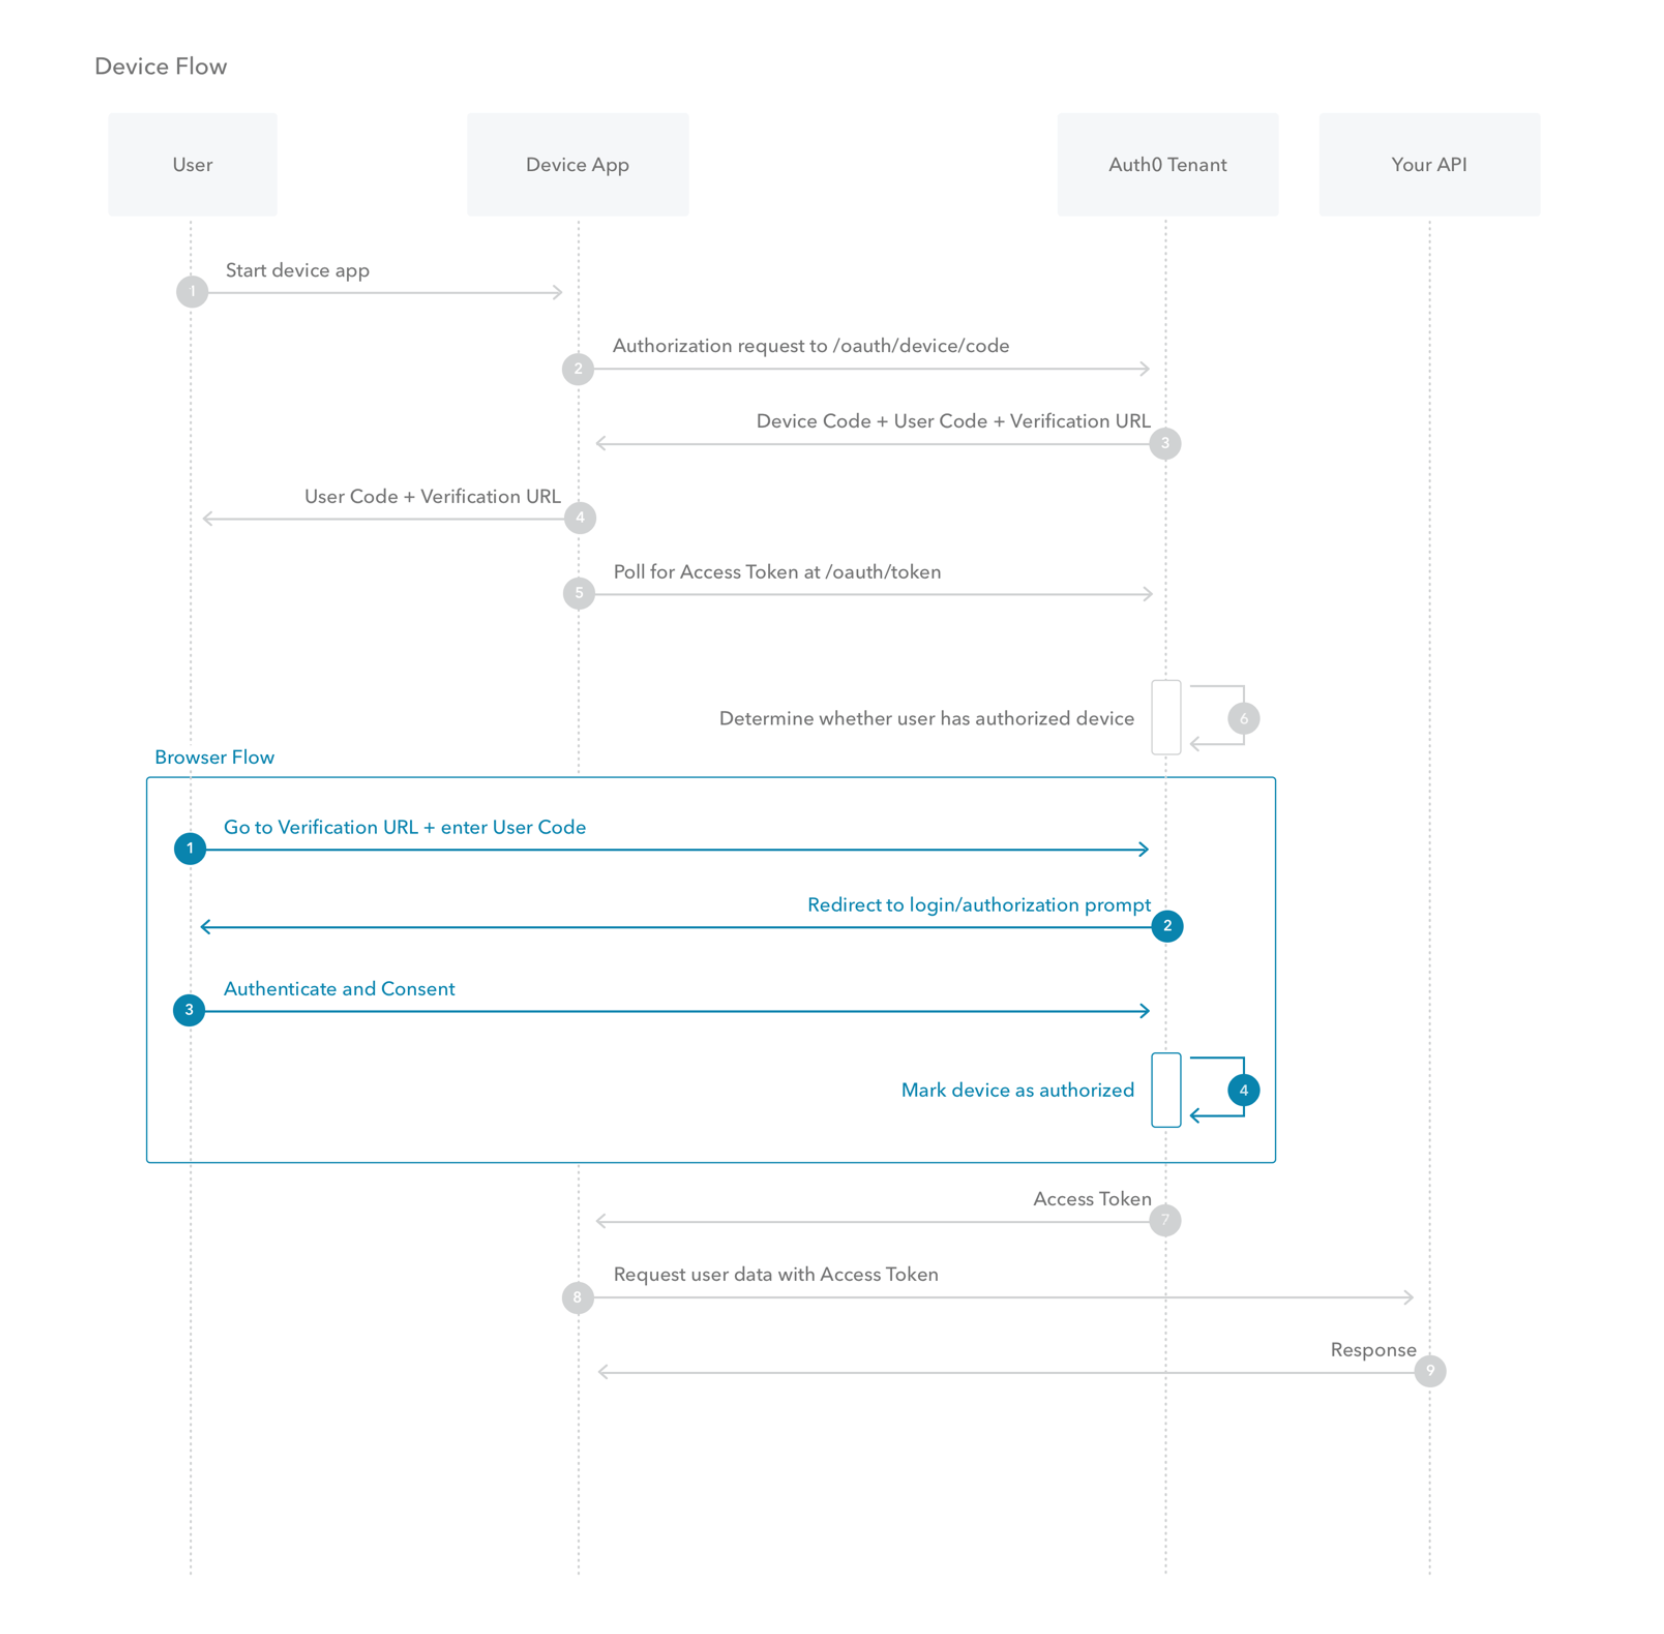 Device Flow
User
Device App
Auth0 Tenant
Your API
Start device app
1
Authorization request to /oauth/device/code
2
Device Code + User Code + Verification URL
3
User Code + Verification URL
4
Poll for Access Token at /oauth/token
5
Determine whether user has authorized device
6
Browser Flow
Go to Verification URL + enter User Code
1
Redirect to login/authorization prompt
2
Authenticate and Consent
3
Mark device as authorized
4
Access Token
7
Request user data with Access Token
8
Response
9